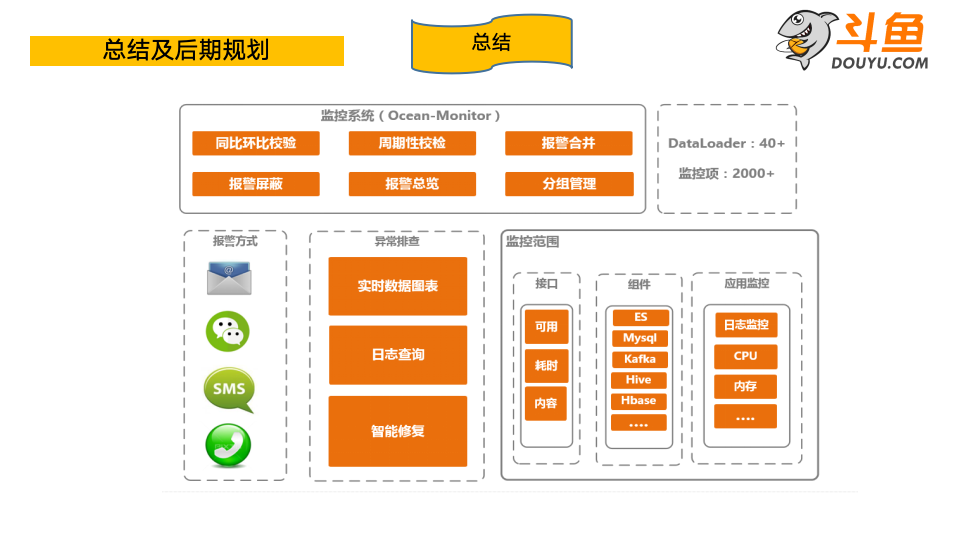 总结及后期规划
总结
斗鱼
DOUYU.COM
监控系统（Ocean-Monitor）
同比环比校验
周期性校检
报警合并
报警屏蔽
报警总览
分组管理
DataLoader：40+
监控项：2000+
报警方式
@
SMS
异常排查
实时数据图表
日志查询
智能修复
监控范围
接口
可用
耗时
内容
组件
ES
Mysql
Kafka
Hive
Hbase
....
应用监控
日志监控
CPU
内存
....